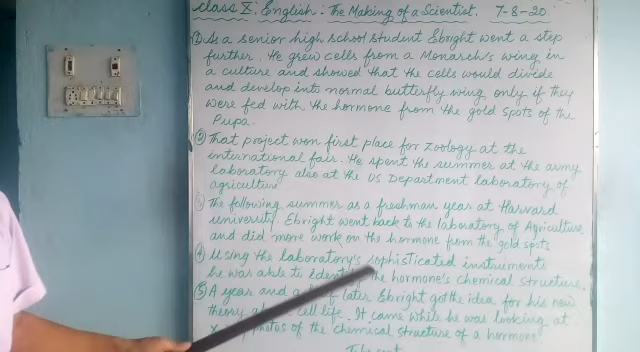 class X: English: The Making of a Scientist. 7-8-20.
① As a senior high school student Ebright went a step
further. He grew cells from a Monarch's wing in
a culture and showed that the cells would divide
and develop into normal butterfly wing only if they
were fed with the hormone from the gold spots of the
Pupa.
② That project won first place for Zoology at the
international fair. He spent the summer at the army
laboratory also at the US Department laboratory of
agriculture
③ The following summer as a freshman year at Harvard
university. Ebright went back to the laboratory of Agriculture
and did more work on the hormone from the gold spots
④ Using the laboratory's sophisticated instruments
he was able to the hormone's chemical structure.
⑤ A year and a later Ebright got the idea for his new
theory cell life. It came while he was looking at
photos of the chemical structure of a hormone.